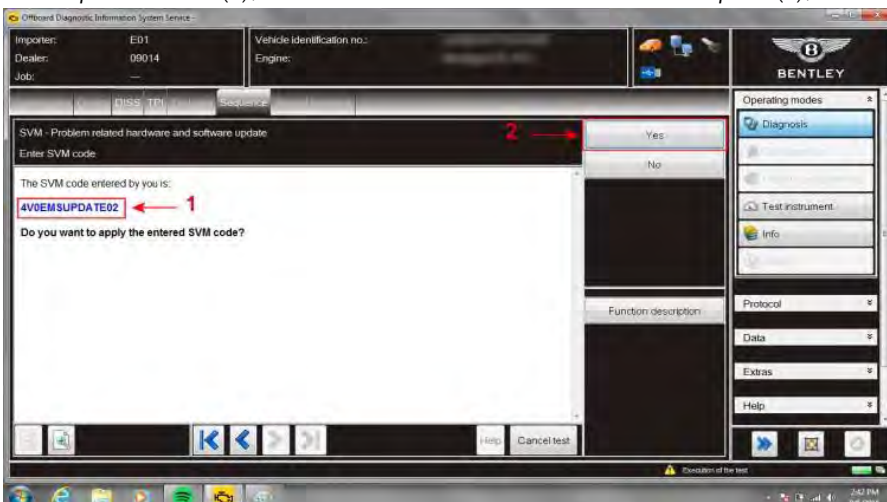 Offboard Diagnostic Information System Service -
Importer: E01
Dealer: 09014
Job: —
Vehicle identification no.:
Engine:
BENTLEY
DISS TPI Sequence
SVM - Problem related hardware and software update
Enter SVM code
2
Yes
No
The SVM code entered by you is:
4V0EMSUPDATE02
1
Do you want to apply the entered SVM code?
Function description
Operating modes
Diagnosis
Test instrument
Info
Protocol
Data
Extras
Help
Help
Cancel test
Execution of the test
2:42 PM